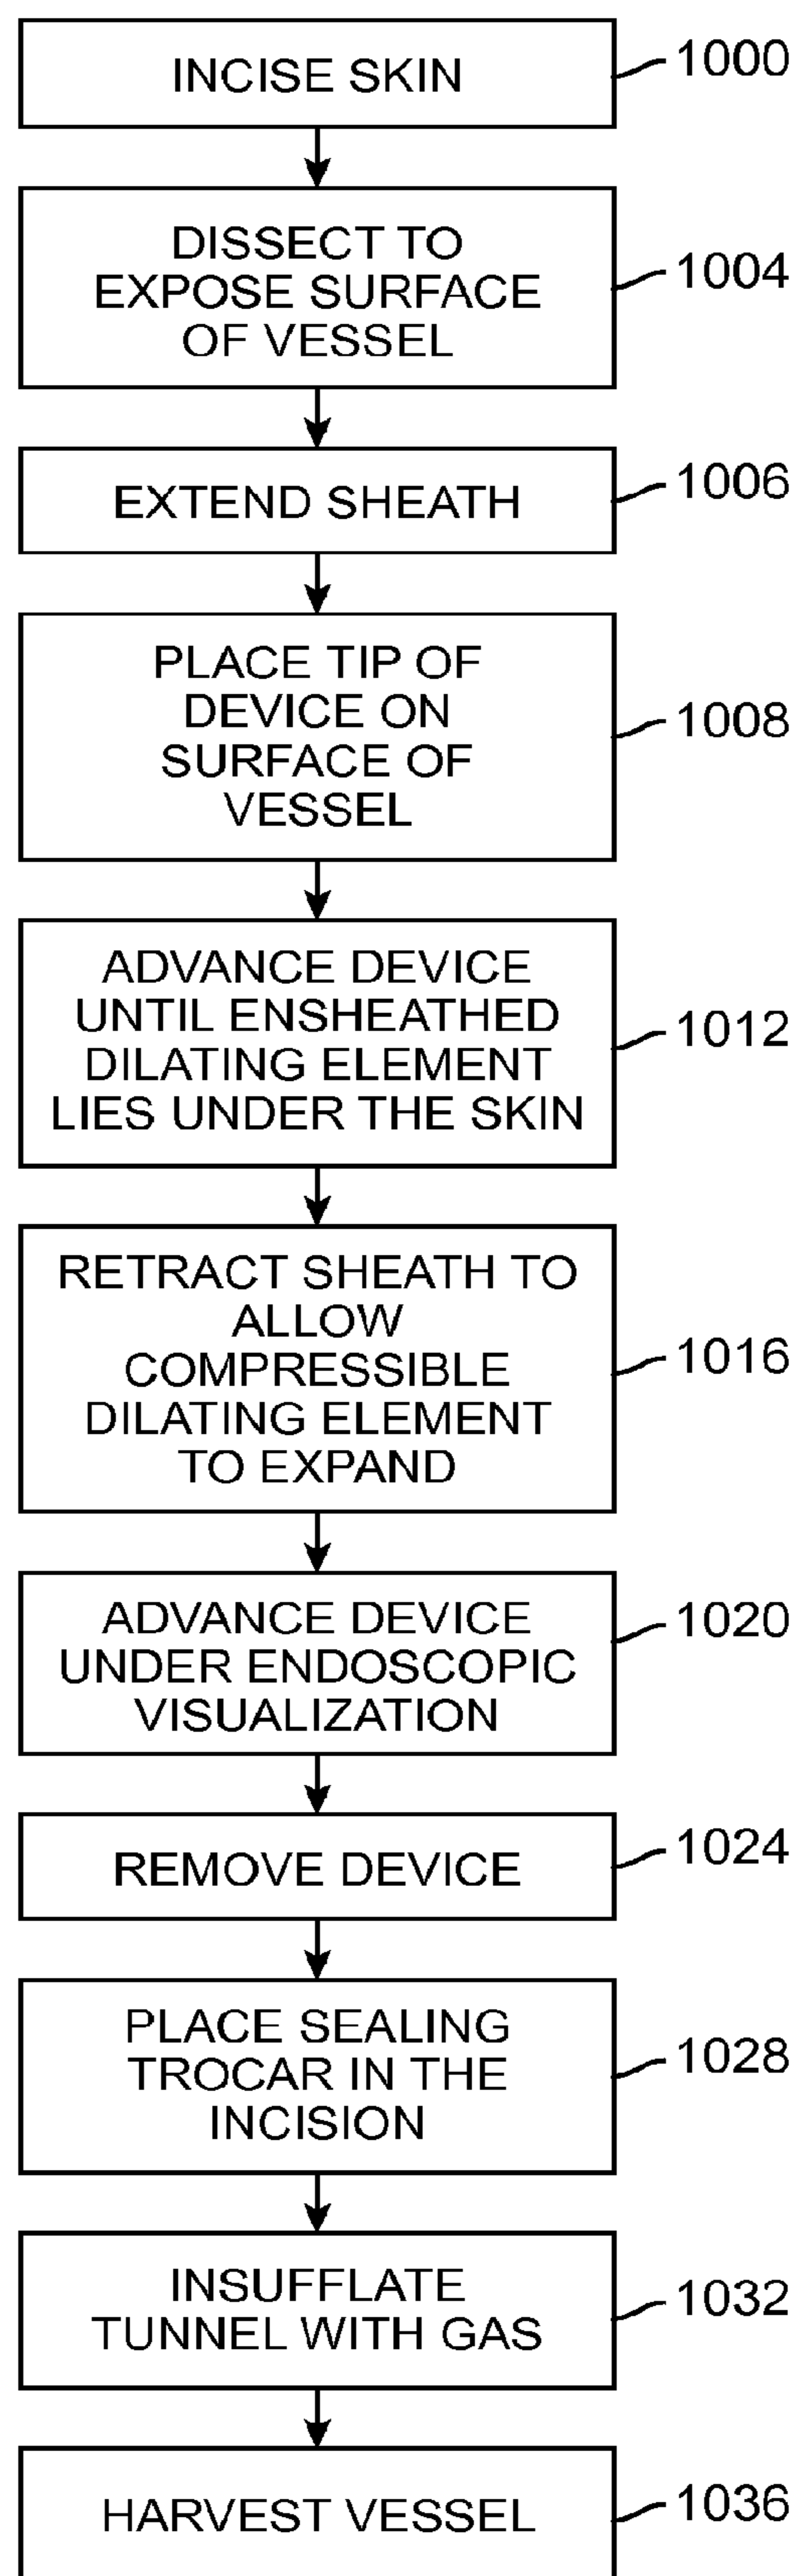 INCISE SKIN
1000
DISSECT TO
EXPOSE SURFACE
OF VESSEL
1004
EXTEND SHEATH
1006
PLACE TIP OF
DEVICE ON
SURFACE OF
VESSEL
1008
ADVANCE DEVICE
UNTIL ENSHEATHED
DILATING ELEMENT
LIES UNDER THE SKIN
1012
RETRACT SHEATH TO
ALLOW
COMPRESSIBLE
DILATING ELEMENT
TO EXPAND
1016
ADVANCE DEVICE
UNDER ENDOSCOPIC
VISUALIZATION
1020
REMOVE DEVICE
1024
PLACE SEALING
TROCAR IN THE
INCISION
1028
INSUFFLATE
TUNNEL WITH GAS
1032
HARVEST VESSEL
1036